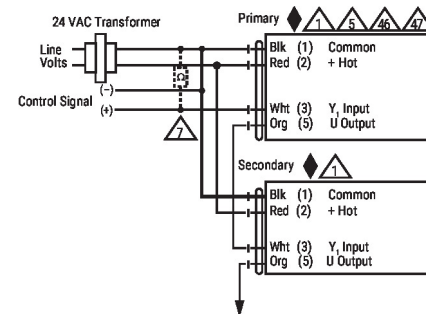 24 VAC Transformer
Primary 1 5 46 47
Line
Volts
Blk (1) Common
Red (2) + Hot
Ω
(–)
Control Signal
(+)
Wht (3) Y1 Input
Org (5) U Output
7
Secondary 1
Blk (1) Common
Red (2) + Hot
Wht (3) Y1 Input
Org (5) U Output